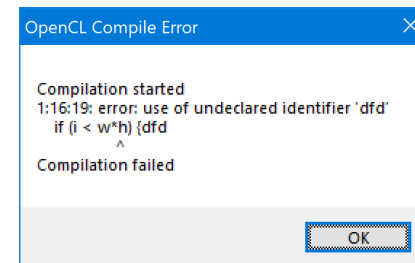 OpenCL Compile Error
Compilation started
1:16:19: error: use of undeclared identifier 'dfd'
if (i < w*h) {dfd
^
Compilation failed
OK